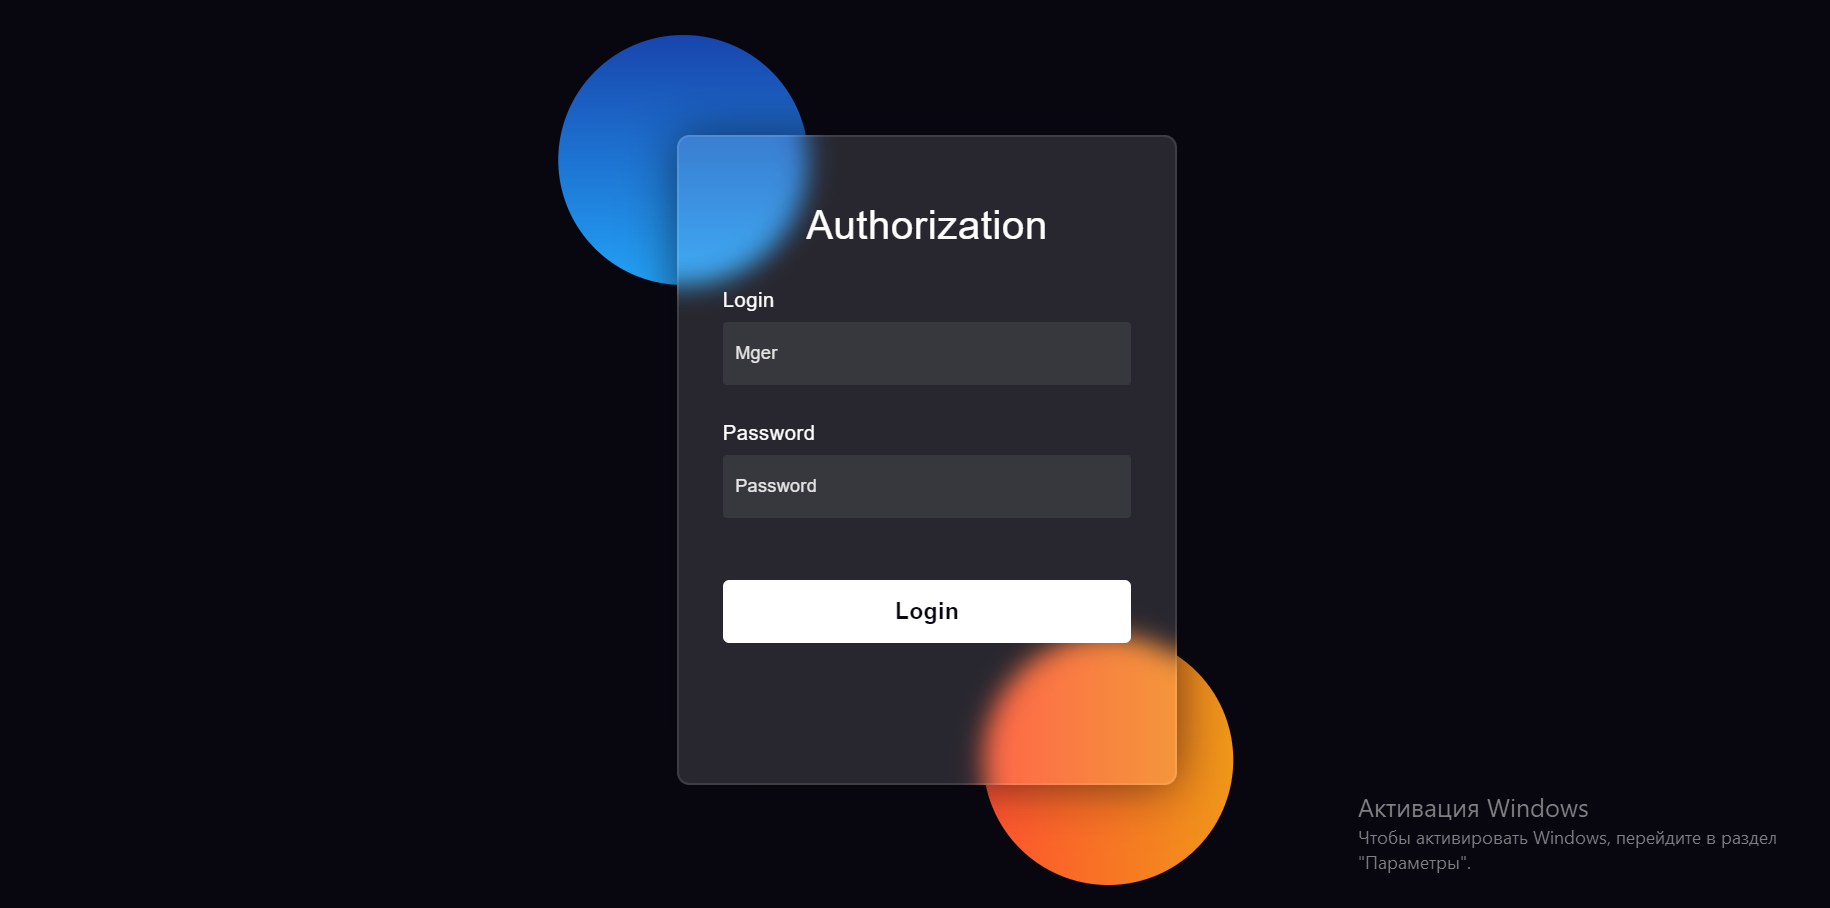 Authorization
Login
Mger
Password
Password
Login
Активация Windows
Чтобы активировать Windows, перейдите в раздел
"Параметры".